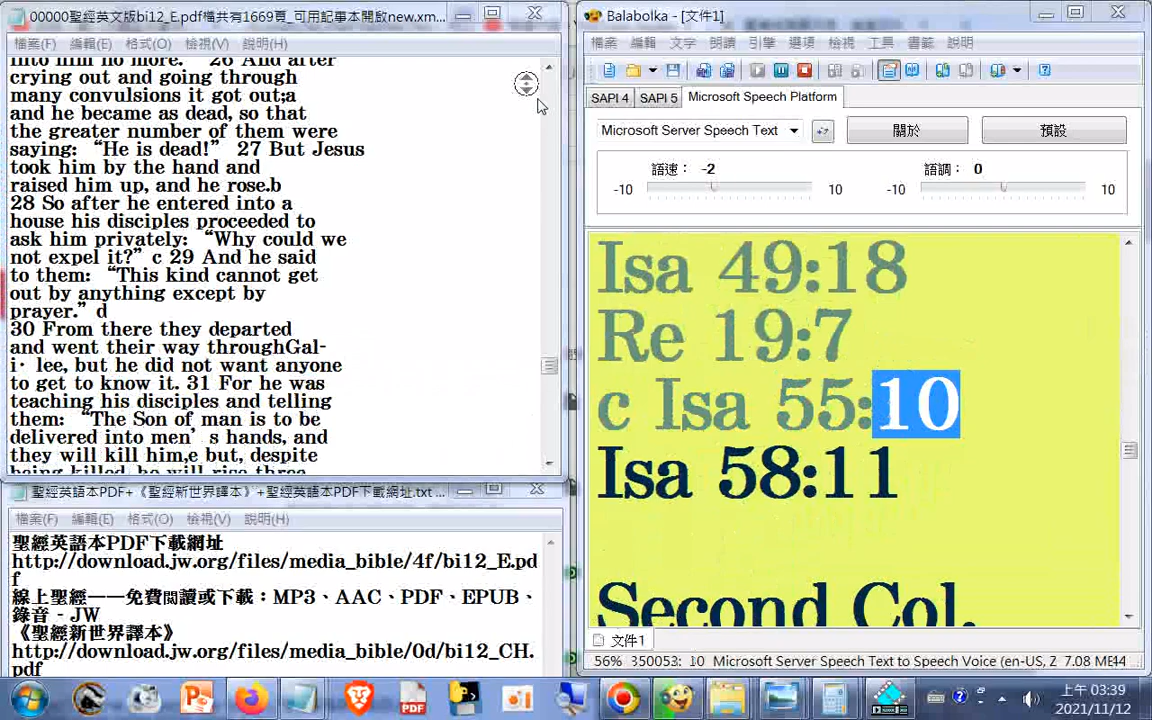 00000聖經英文版bi12_E.pdf檔共有1669頁_可用記事本開啟new.xm...
檔案(F) 編輯(E) 格式(O) 檢視(V) 說明(H)
into him no more.” 26 And after
crying out and going through
many convulsions it got out;a
and he became as dead, so that
the greater number of them were
saying: “He is dead!” 27 But Jesus
took him by the hand and
raised him up, and he rose.b
28 So after he entered into a
house his disciples proceeded to
ask him privately: “Why could we
not expel it?” c 29 And he said
to them: “This kind cannot get
out by anything except by
prayer.” d
30 From there they departed
and went their way throughGal-
i· lee, but he did not want anyone
to get to know it. 31 For he was
teaching his disciples and telling
them: “The Son of man is to be
delivered into men’s hands, and
they will kill him,e but, despite
being killed, he will rise three
聖經英語本PDF+《聖經新世界譯本》+聖經英語本PDF下載網址.txt ...
檔案(F) 編輯(E) 格式(O) 檢視(V) 說明(H)
聖經英語本PDF下載網址
http://download.jw.org/files/media_bible/4f/bi12_E.pd
f
線上聖經——免費閱讀或下載：MP3、AAC、PDF、EPUB、
錄音 - JW
《聖經新世界譯本》
http://download.jw.org/files/media_bible/0d/bi12_CH.
pdf
Balabolka - [文件1]
檔案 編輯 文字 朗讀 引擎 選項 檢視 工具 書籤 說明
SAPI 4 SAPI 5 Microsoft Speech Platform
Microsoft Server Speech Text 關於 預設
語速： -2 語調： 0
-10 10 -10 10
Isa 49:18
Re 19:7
c Isa 55:10
Isa 58:11
Second Col.
文件1
56% 350053: 10 Microsoft Server Speech Text to Speech Voice (en-US, Z 7.08 MB44
上午 03:39
2021/11/12